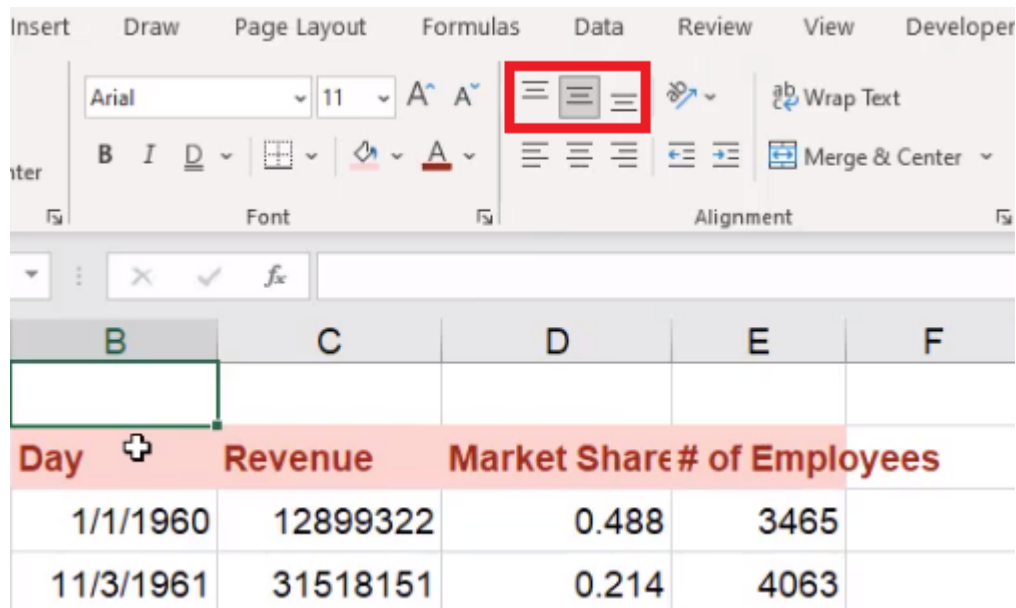 Insert Draw Page Layout Formulas Data Review View Developer
Arial 11 A A ab Wrap Text
B I D A Merge & Center
nter
Font Alignment
fx
B C D E F
Day Revenue Market Share # of Employees
1/1/1960 12899322 0.488 3465
11/3/1961 31518151 0.214 4063